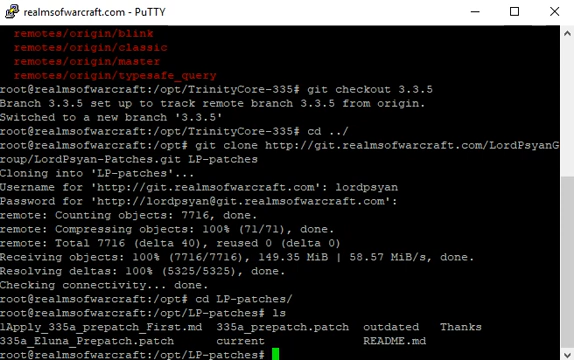 realmsofwarcraft.com - PuTTY
remotes/origin/blink
remotes/origin/classic
remotes/origin/master
remotes/origin/typesafe_query
root@realmsofwarcraft:/opt/TrinityCore-335# git checkout 3.3.5
Branch 3.3.5 set up to track remote branch 3.3.5 from origin.
Switched to a new branch '3.3.5'
root@realmsofwarcraft:/opt/TrinityCore-335# cd ../
root@realmsofwarcraft:/opt# git clone http://git.realmsofwarcraft.com/LordPsyanG
roup/LordPsyan-Patches.git LP-patches
Cloning into 'LP-patches'...
Username for 'http://git.realmsofwarcraft.com': lordpsyan
Password for 'http://lordpsyan@git.realmsofwarcraft.com':
remote: Counting objects: 7716, done.
remote: Compressing objects: 100% (71/71), done.
remote: Total 7716 (delta 40), reused 0 (delta 0)
Receiving objects: 100% (7716/7716), 149.35 MiB | 58.57 MiB/s, done.
Resolving deltas: 100% (5325/5325), done.
Checking connectivity... done.
root@realmsofwarcraft:/opt# cd LP-patches/
root@realmsofwarcraft:/opt/LP-patches# ls
1Apply_335a_prepatch_First.md 335a_prepatch.patch outdated Thanks
335a_Eluna_Prepatch.patch current README.md
root@realmsofwarcraft:/opt/LP-patches#